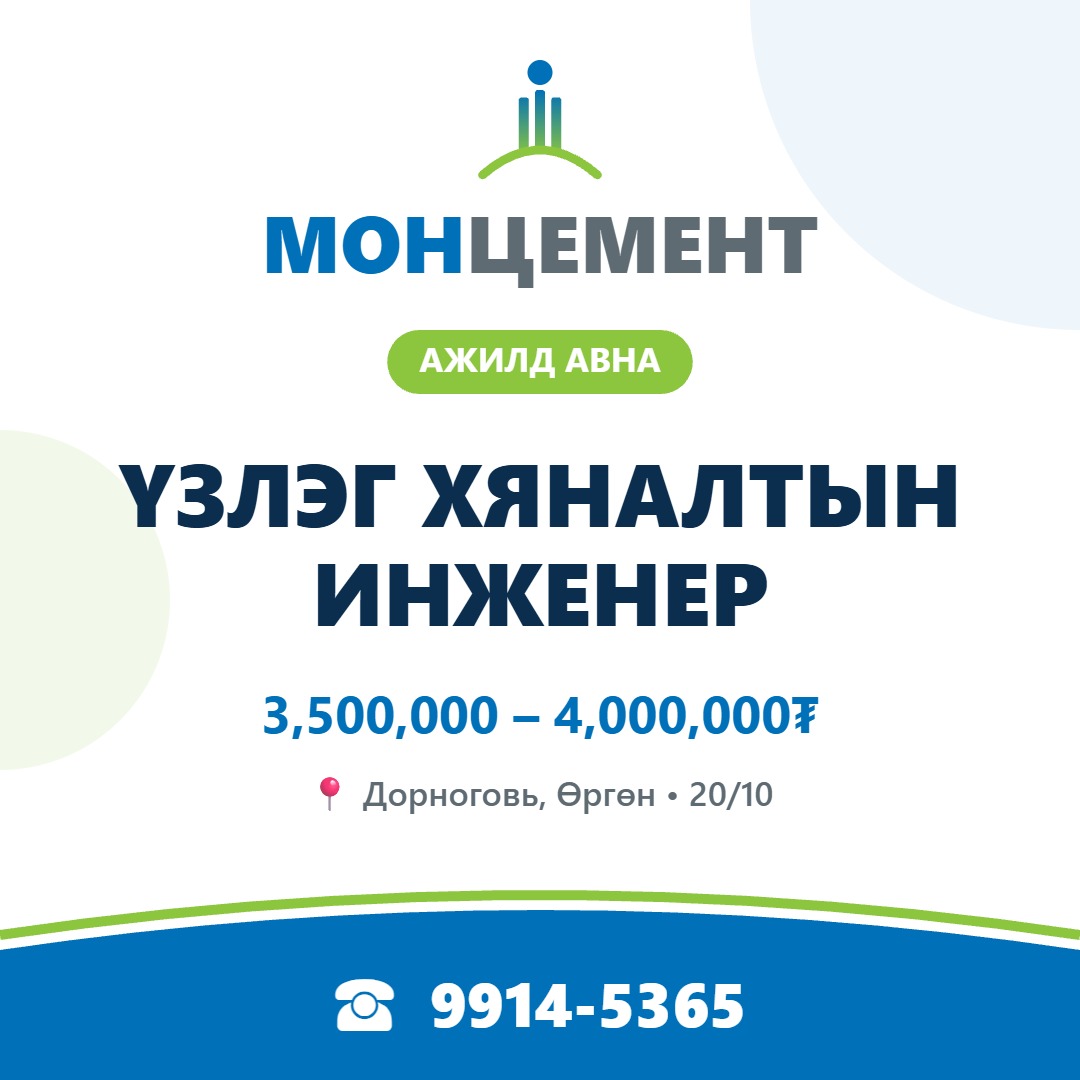 МОНЦЕМЕНТ
АЖИЛД АВНА
ҮЗЛЭГ ХЯНАЛТЫН
ИНЖЕНЕР
3,500,000 – 4,000,000₮
Дорноговь, Өргөн • 20/10
9914-5365